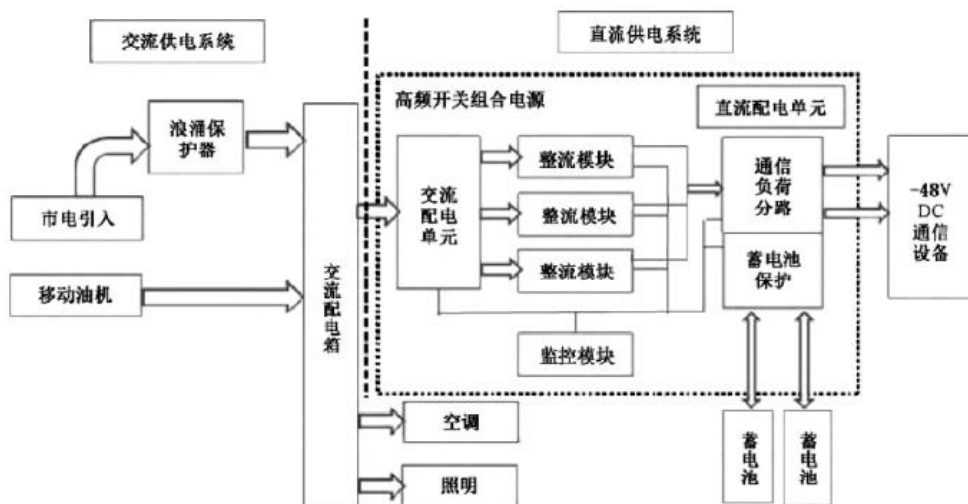 交流供电系统
直流供电系统
浪涌保
护器
市电引入
移动油机
交流配电箱
高频开关组合电源
直流配电单元
交流
配电
单元
整流模块
整流模块
整流模块
监控模块
通信
负荷
分路
蓄电池
保护
-48V
DC
通信
设备
空调
照明
蓄电池
蓄电池